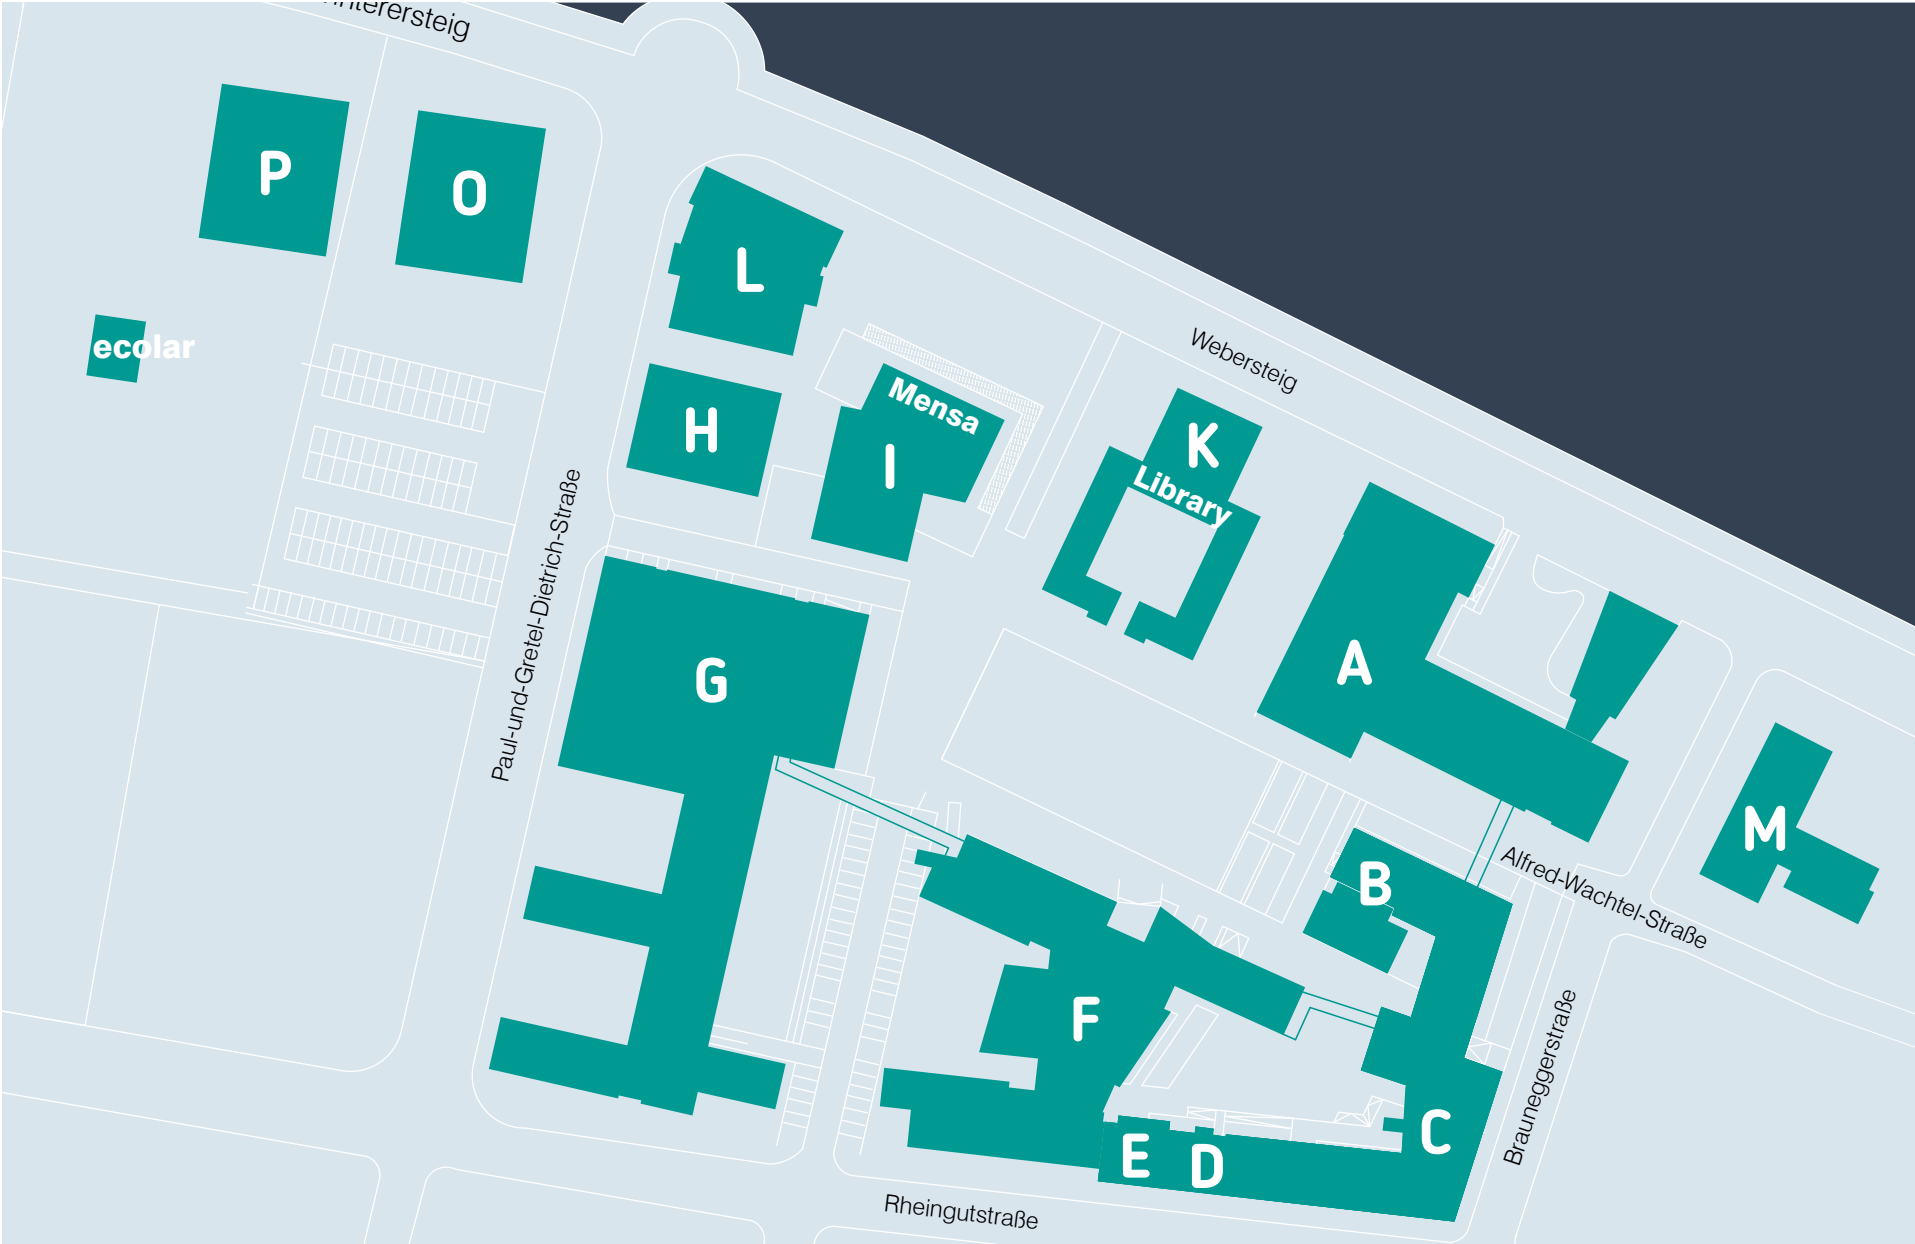 P
O
L
ecolar
Webersteig
Mensa
H
I
K
Library
Paul-und-Gretel-Dietrich-Straße
G
A
M
B
Alfred-Wachtel-Straße
F
Brauneggerstraße
C
E
D
Rheingutstraße